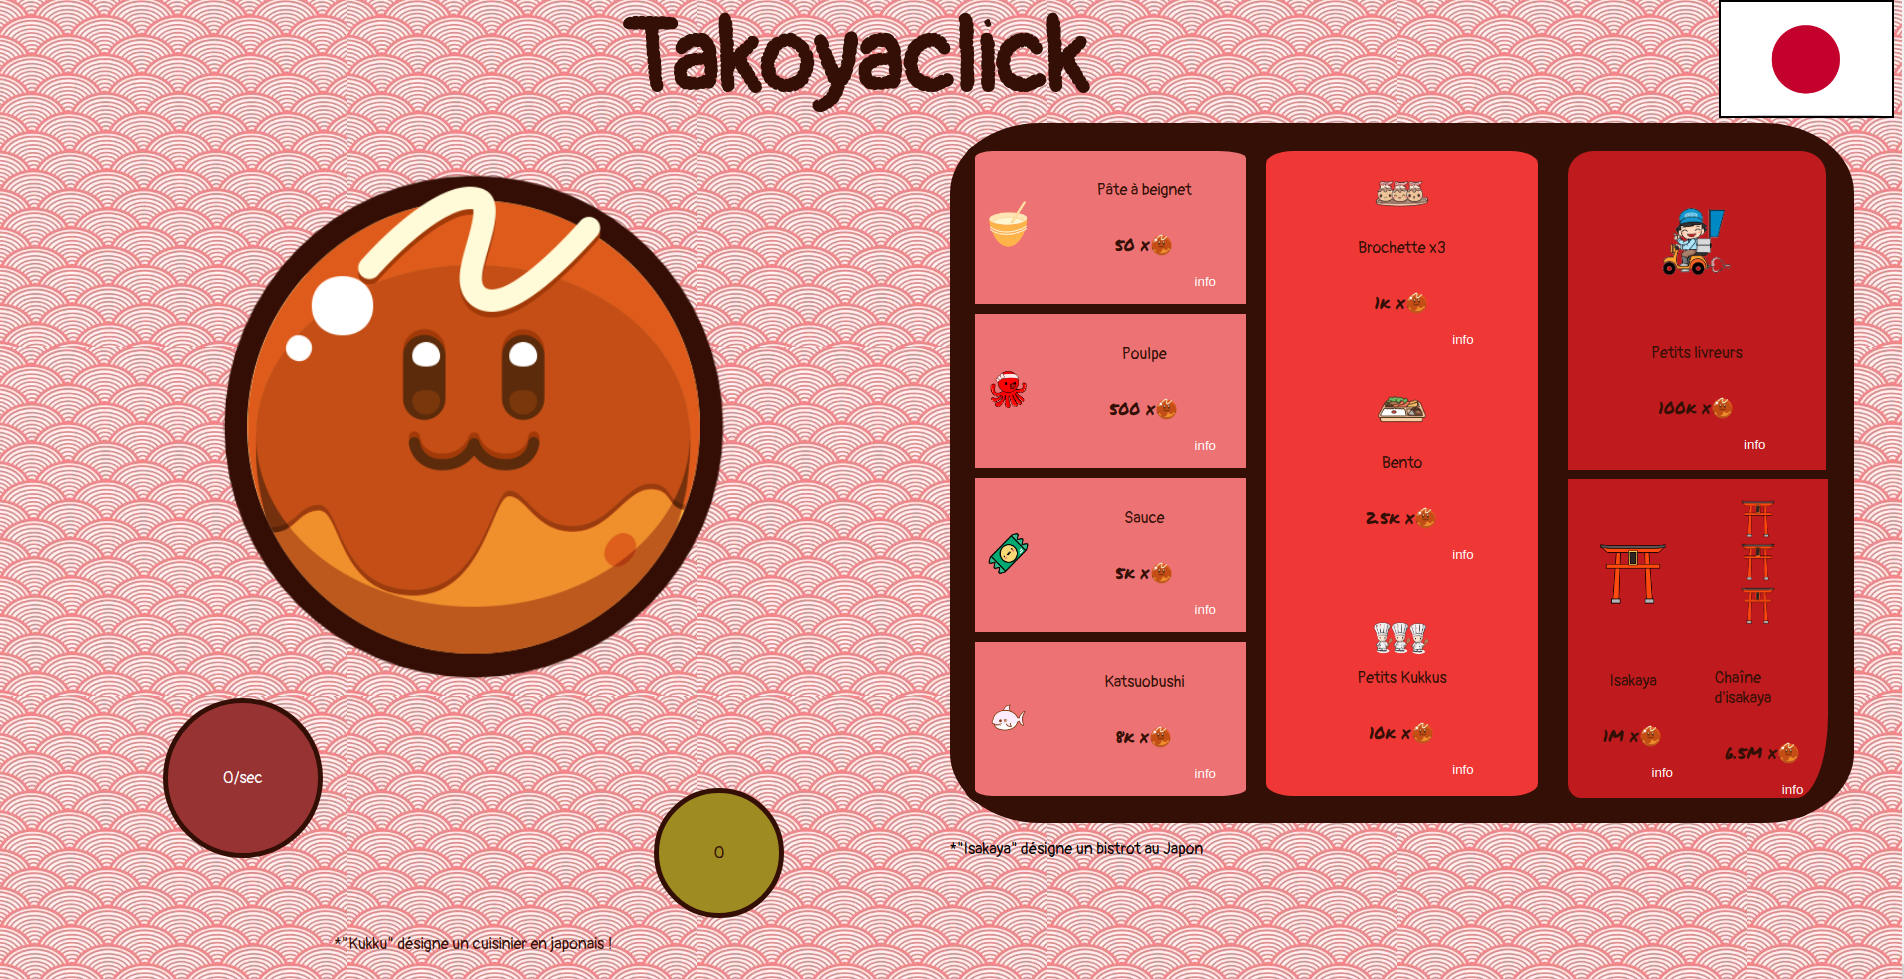 Takoyaclick
Pâte à beignet
50 x
info
Poulpe
500 x
info
Sauce
5K x
info
Katsuobushi
8K x
info
Brochette x3
1K x
info
Bento
2.5K x
info
Petits Kukkus
10K x
info
Petits livreurs
100K x
info
Isakaya
1M x
info
Chaîne
d'isakaya
6.5M x
info
0/sec
0
*"Isakaya" désigne un bistrot au Japon
*"Kukku" désigne un cuisinier en japonais !